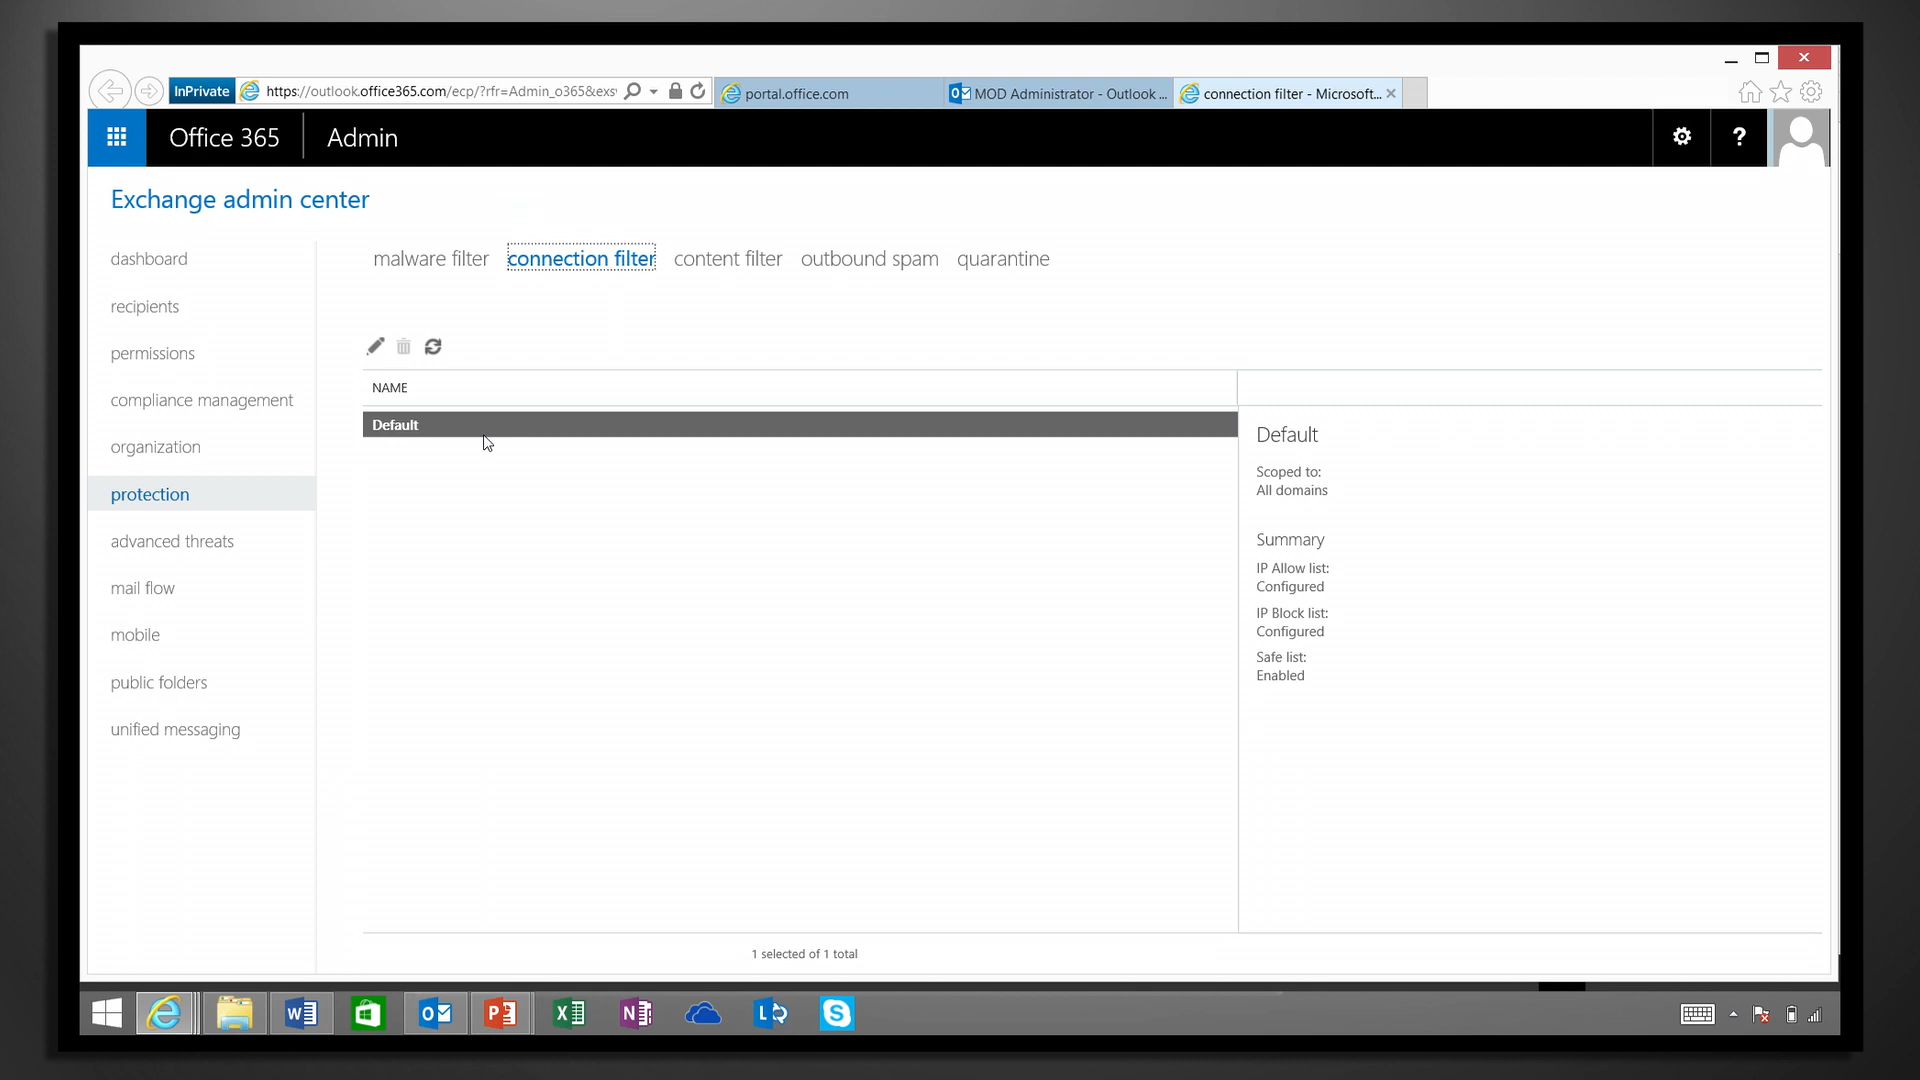 InPrivate
https://outlook.office365.com/ecp/?rfr=Admin_o365&exsv
portal.office.com
MOD Administrator - Outlook ...
connection filter - Microsoft...
Office 365
Admin
?
Exchange admin center
dashboard
recipients
permissions
compliance management
organization
protection
advanced threats
mail flow
mobile
public folders
unified messaging
malware filter
connection filter
content filter
outbound spam
quarantine
NAME
Default
Default
Scoped to:
All domains
Summary
IP Allow list:
Configured
IP Block list:
Configured
Safe list:
Enabled
1 selected of 1 total